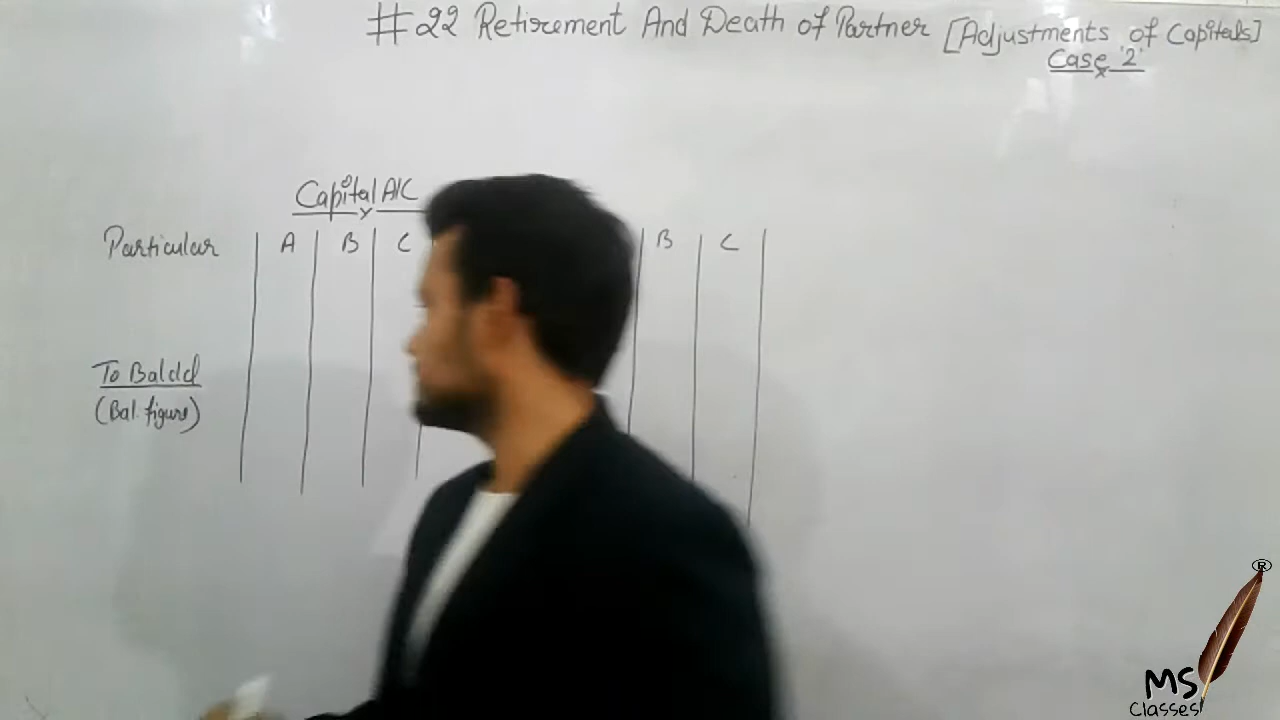 #22 Retirement And Death of Partner [Adjustments of Capitals]
Case '2'
Capital A/C
Particular A B C B C
To Bal c/d
(Bal. figure)
®
MS
Classes